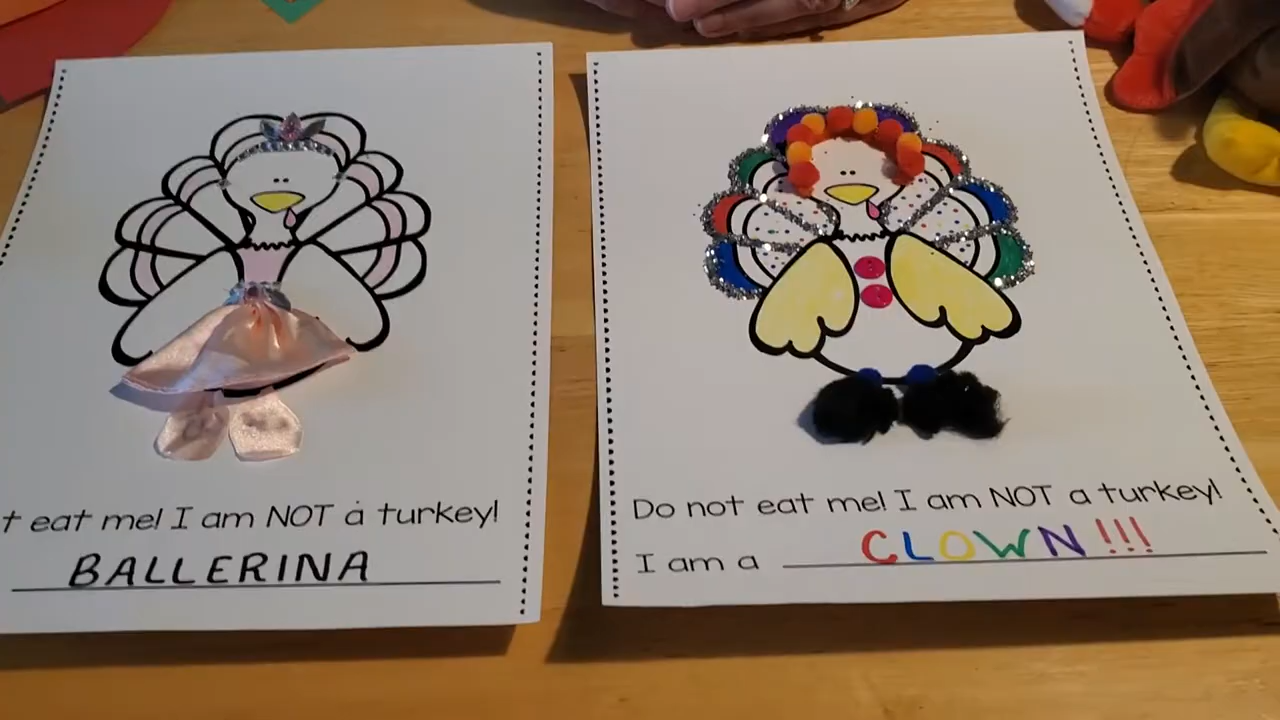 t eat me! I am NOT a turkey!
BALLERINA
Do not eat me! I am NOT a turkey!
I am a CLOWN!!!